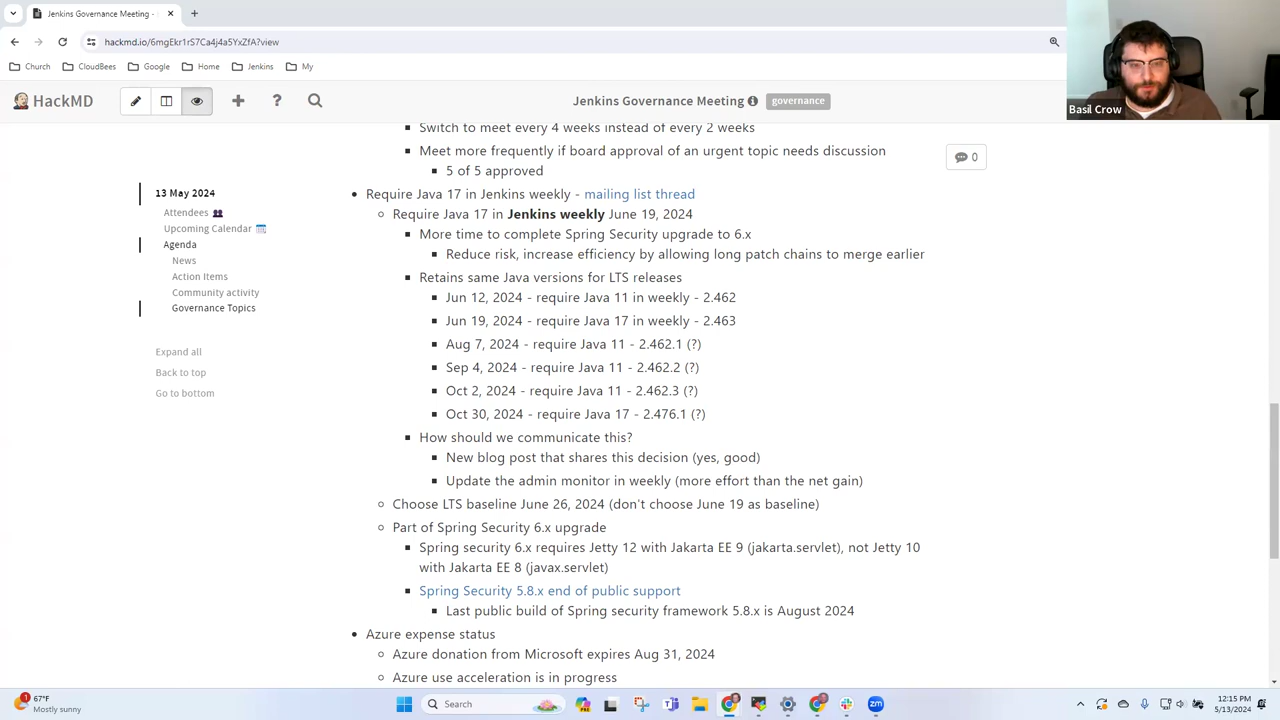 Jenkins Governance Meeting -
hackmd.io/6mgEkr1rS7Ca4j4a5YxZfA?view
Church
CloudBees
Google
Home
Jenkins
My
HackMD
Jenkins Governance Meeting
governance
Basil Crow
0
13 May 2024
Attendees
Upcoming Calendar
Agenda
News
Action Items
Community activity
Governance Topics
Expand all
Back to top
Go to bottom
Switch to meet every 4 weeks instead of every 2 weeks
Meet more frequently if board approval of an urgent topic needs discussion
5 of 5 approved
Require Java 17 in Jenkins weekly - mailing list thread
Require Java 17 in Jenkins weekly June 19, 2024
More time to complete Spring Security upgrade to 6.x
Reduce risk, increase efficiency by allowing long patch chains to merge earlier
Retains same Java versions for LTS releases
Jun 12, 2024 - require Java 11 in weekly - 2.462
Jun 19, 2024 - require Java 17 in weekly - 2.463
Aug 7, 2024 - require Java 11 - 2.462.1 (?)
Sep 4, 2024 - require Java 11 - 2.462.2 (?)
Oct 2, 2024 - require Java 11 - 2.462.3 (?)
Oct 30, 2024 - require Java 17 - 2.476.1 (?)
How should we communicate this?
New blog post that shares this decision (yes, good)
Update the admin monitor in weekly (more effort than the net gain)
Choose LTS baseline June 26, 2024 (don't choose June 19 as baseline)
Part of Spring Security 6.x upgrade
Spring security 6.x requires Jetty 12 with Jakarta EE 9 (jakarta.servlet), not Jetty 10
with Jakarta EE 8 (javax.servlet)
Spring Security 5.8.x end of public support
Last public build of Spring security framework 5.8.x is August 2024
Azure expense status
Azure donation from Microsoft expires Aug 31, 2024
Azure use acceleration is in progress
1
67°F
Mostly sunny
Search
zm
12:15 PM
5/13/2024